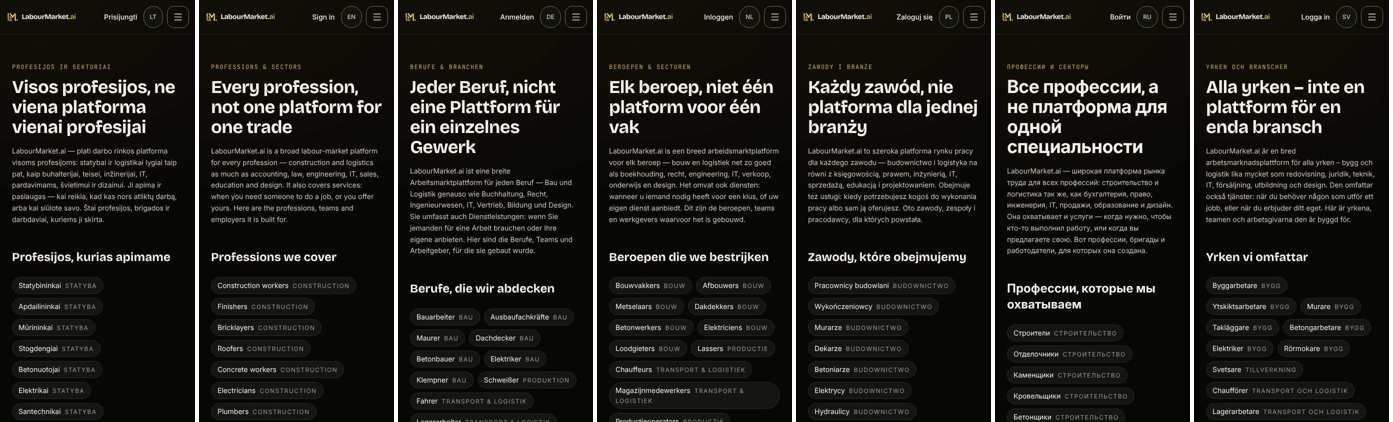 LabourMarket.ai
Prisijungti
LT
PROFESIJOS IR SEKTORIAI
Visos profesijos, ne
viena platforma
vienai profesijai
LabourMarket.ai — plati darbo rinkos platforma
visoms profesijoms: statybai ir logistikai lygiai taip
pat, kaip buhalterijai, teisei, inžinerijai, IT,
pardavimams, švietimui ir dizainui. Ji apima ir
paslaugas — kai reikia, kad kas nors atliktų darbą,
arba kai siūlote savo. Štai profesijos, brigados ir
darbdaviai, kuriems ji skirta.
Profesijos, kurias apimame
Statybininkai STATYBA
Apdailininkai STATYBA
Mūrininkai STATYBA
Stogdengiai STATYBA
Betonuotojai STATYBA
Elektrikai STATYBA
Santechnikai STATYBA
LabourMarket.ai
Sign in
EN
PROFESSIONS & SECTORS
Every profession,
not one platform for
one trade
LabourMarket.ai is a broad labour-market platform
for every profession — construction and logistics
as much as accounting, law, engineering, IT, sales,
education and design. It also covers services:
when you need someone to do a job, or you offer
yours. Here are the professions, teams and
employers it is built for.
Professions we cover
Construction workers CONSTRUCTION
Finishers CONSTRUCTION
Bricklayers CONSTRUCTION
Roofers CONSTRUCTION
Concrete workers CONSTRUCTION
Electricians CONSTRUCTION
Plumbers CONSTRUCTION
LabourMarket.ai
Anmelden
DE
BERUFE & BRANCHEN
Jeder Beruf, nicht
eine Plattform für
ein einzelnes
Gewerk
LabourMarket.ai ist eine breite
Arbeitsmarktplattform für jeden Beruf — Bau und
Logistik genauso wie Buchhaltung, Recht,
Ingenieurwesen, IT, Vertrieb, Bildung und Design.
Sie umfasst auch Dienstleistungen: wenn Sie
jemanden für eine Arbeit brauchen oder Ihre
eigene anbieten. Hier sind die Berufe, Teams und
Arbeitgeber, für die sie gebaut wurde.
Berufe, die wir abdecken
Bauarbeiter BAU Ausbaufachkräfte BAU
Maurer BAU Dachdecker BAU
Betonbauer BAU Elektriker BAU
Klempner BAU Schweißer PRODUKTION
Fahrer TRANSPORT & LOGISTIK
Lagerarbeiter TRANSPORT & LOGISTIK
LabourMarket.ai
Inloggen
NL
BEROEPEN & SECTOREN
Elk beroep, niet één
platform voor één
vak
LabourMarket.ai is een breed arbeidsmarktplatform
voor elk beroep — bouw en logistiek net zo goed
als boekhouding, recht, engineering, IT, verkoop,
onderwijs en design. Het omvat ook diensten:
wanneer u iemand nodig heeft voor een klus, of uw
eigen dienst aanbiedt. Dit zijn de beroepen, teams
en werkgevers waarvoor het is gebouwd.
Beroepen die we bestrijken
Bouwvakkers BOUW Afbouwers BOUW
Metselaars BOUW Dakdekkers BOUW
Betonwerkers BOUW Elektriciens BOUW
Loodgieters BOUW Lassers PRODUCTIE
Chauffeurs TRANSPORT & LOGISTIEK
Magazijnmedewerkers TRANSPORT &
LOGISTIEK
Productieoperators PRODUCTIE
LabourMarket.ai
Zaloguj się
PL
ZAWODY I BRANŻE
Każdy zawód, nie
platforma dla jednej
branży
LabourMarket.ai to szeroka platforma rynku pracy
dla każdego zawodu — budownictwo i logistyka na
równi z księgowością, prawem, inżynierią, IT,
sprzedażą, edukacją i projektowaniem. Obejmuje
też usługi: kiedy potrzebujesz kogoś do wykonania
pracy albo sam ją oferujesz. Oto zawody, zespoły i
pracodawcy, dla których powstała.
Zawody, które obejmujemy
Pracownicy budowlani BUDOWNICTWO
Wykończeniowcy BUDOWNICTWO
Murarze BUDOWNICTWO
Dekarze BUDOWNICTWO
Betoniarze BUDOWNICTWO
Elektrycy BUDOWNICTWO
Hydraulicy BUDOWNICTWO
LabourMarket.ai
Войти
RU
ПРОФЕССИИ И СЕКТОРЫ
Все профессии, а
не платформа для
одной
специальности
LabourMarket.ai — широкая платформа рынка
труда для всех профессий: строительство и
логистика так же, как бухгалтерия, право,
инженерия, IT, продажи, образование и дизайн.
Она охватывает и услуги — когда нужно, чтобы
кто-то выполнил работу, или когда вы
предлагаете свою. Вот профессии, бригады и
работодатели, для которых она создана.
Профессии, которые мы
охватываем
Строители СТРОИТЕЛЬСТВО
Отделочники СТРОИТЕЛЬСТВО
Каменщики СТРОИТЕЛЬСТВО
Кровельщики СТРОИТЕЛЬСТВО
Бетонщики СТРОИТЕЛЬСТВО
LabourMarket.ai
Logga in
SV
YRKEN OCH BRANSCHER
Alla yrken – inte en
plattform för en
enda bransch
LabourMarket.ai är en bred
arbetsmarknadsplattform för alla yrken – bygg och
logistik lika mycket som redovisning, juridik, teknik,
IT, försäljning, utbildning och design. Den omfattar
också tjänster: när du behöver någon som utför ett
jobb, eller när du erbjuder ditt eget. Här är yrkena,
teamen och arbetsgivarna den är byggd för.
Yrken vi omfattar
Byggarbetare BYGG
Ytskiktsarbetare BYGG Murare BYGG
Takläggare BYGG Betongarbetare BYGG
Elektriker BYGG Rörmokare BYGG
Svetsare TILLVERKNING
Chaufförer TRANSPORT OCH LOGISTIK
Lagerarbetare TRANSPORT OCH LOGISTIK